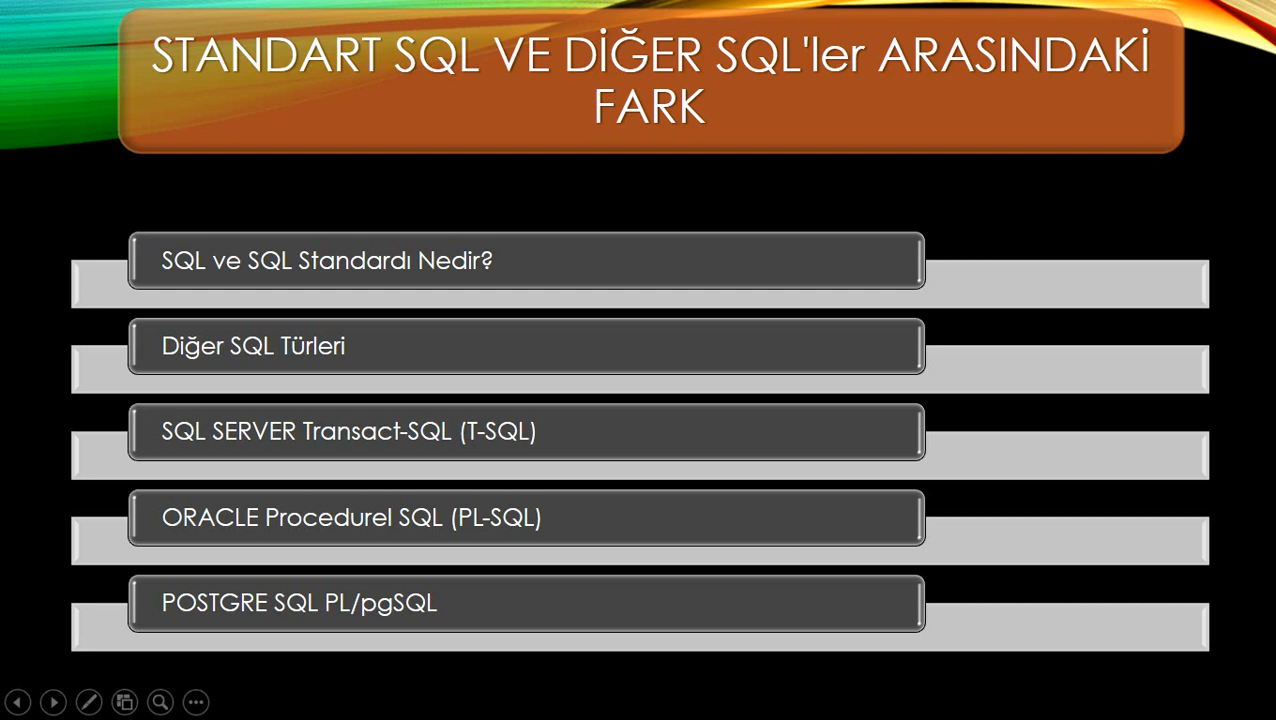 STANDART SQL VE DİĞER SQL'ler ARASINDAKİ
FARK
SQL ve SQL Standardı Nedir?
Diğer SQL Türleri
SQL SERVER Transact-SQL (T-SQL)
ORACLE Procedurel SQL (PL-SQL)
POSTGRE SQL PL/pgSQL